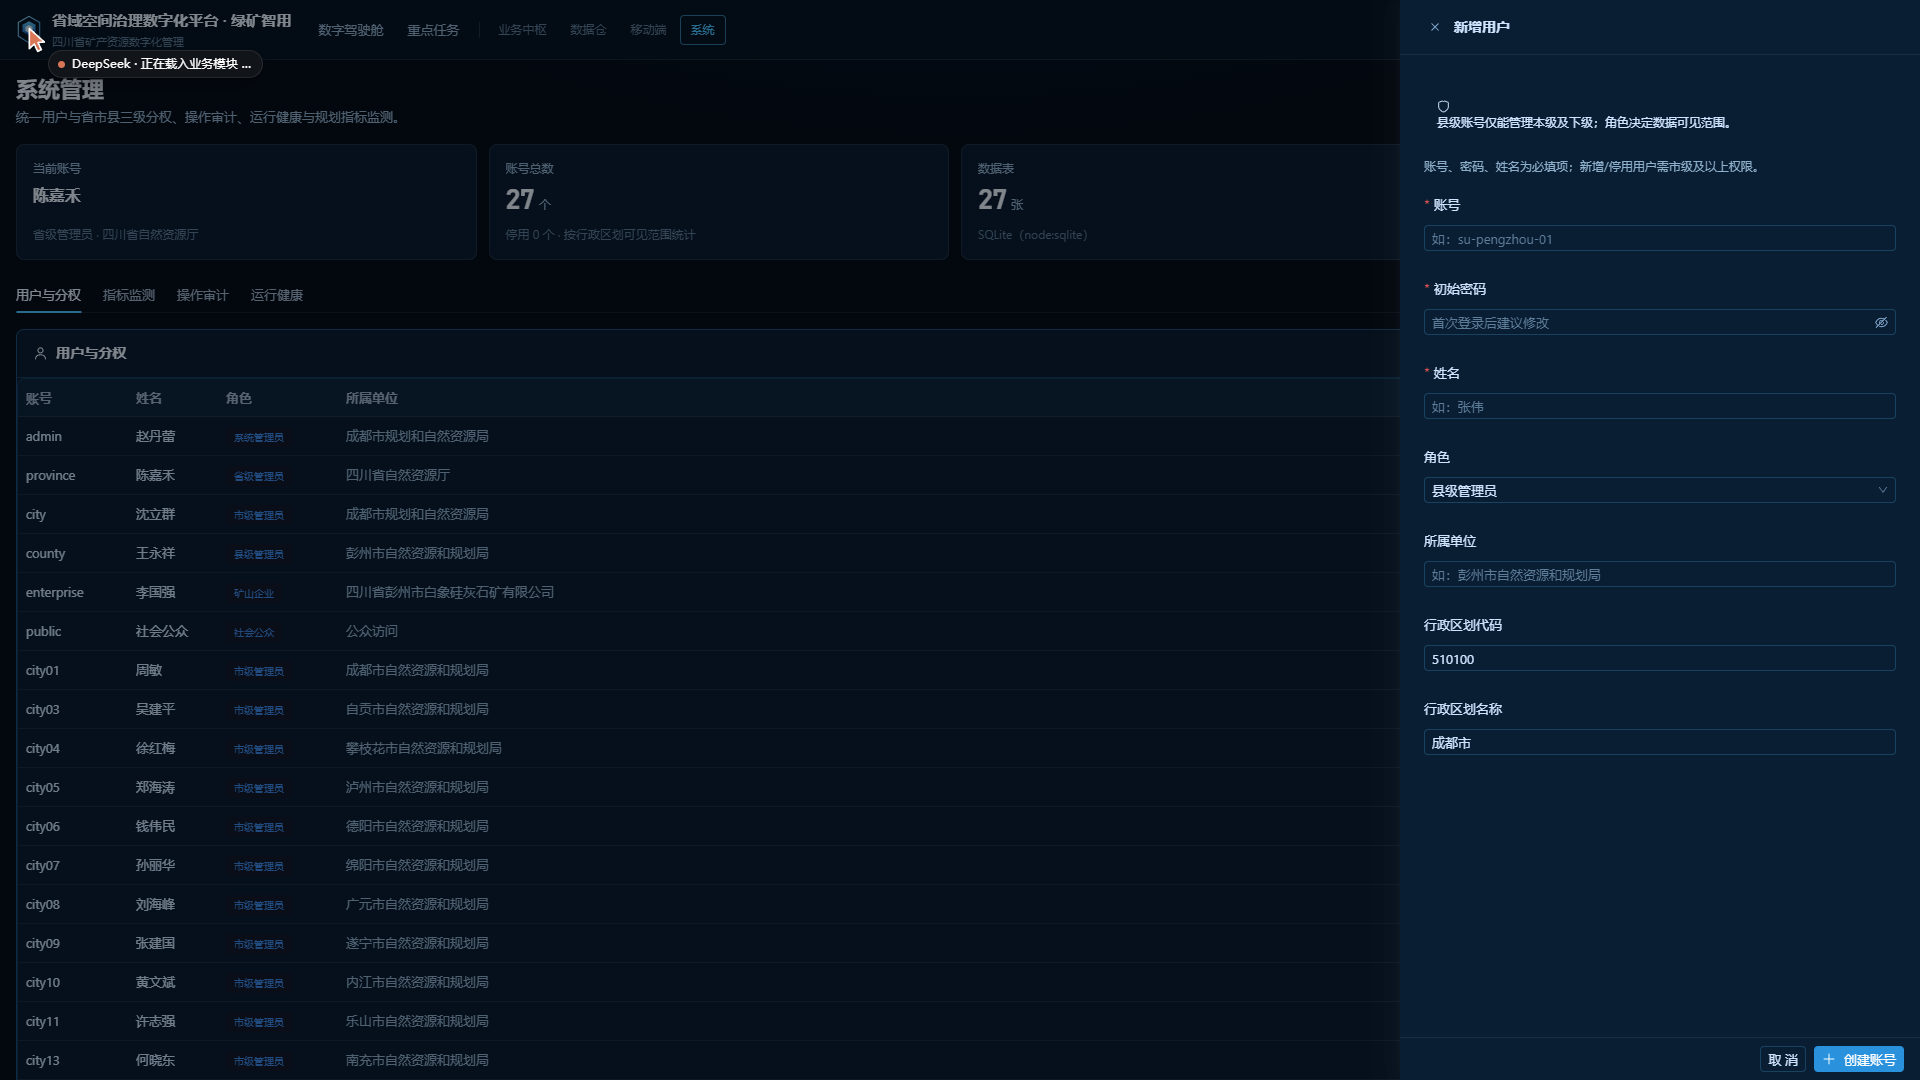 省域空间治理数字化平台 · 绿矿智用
四川省矿产资源数字化管理
数字驾驶舱
重点任务
业务中枢
数据仓
移动端
系统
DeepSeek · 正在载入业务模块 ...
系统管理
统一用户与省市县三级分权、操作审计、运行健康与规划指标监测。
当前账号
陈嘉禾
省级管理员 · 四川省自然资源厅
账号总数
27 个
停用 0 个 · 按行政区划可见范围统计
数据表
27 张
SQLite（node:sqlite）
用户与分权
指标监测
操作审计
运行健康
用户与分权
账号 姓名 角色 所属单位
admin 赵丹蕾 系统管理员 成都市规划和自然资源局
province 陈嘉禾 省级管理员 四川省自然资源厅
city 沈立群 市级管理员 成都市规划和自然资源局
county 王永祥 县级管理员 彭州市自然资源和规划局
enterprise 李国强 矿山企业 四川省彭州市白象硅灰石矿有限公司
public 社会公众 社会公众 公众访问
city01 周敏 市级管理员 成都市自然资源和规划局
city03 吴建平 市级管理员 自贡市自然资源和规划局
city04 徐红梅 市级管理员 攀枝花市自然资源和规划局
city05 郑海涛 市级管理员 泸州市自然资源和规划局
city06 钱伟民 市级管理员 德阳市自然资源和规划局
city07 孙丽华 市级管理员 绵阳市自然资源和规划局
city08 刘海峰 市级管理员 广元市自然资源和规划局
city09 张建国 市级管理员 遂宁市自然资源和规划局
city10 黄文斌 市级管理员 内江市自然资源和规划局
city11 许志强 市级管理员 乐山市自然资源和规划局
city13 何晓东 市级管理员 南充市自然资源和规划局
新增用户
县级账号仅能管理本级及下级；角色决定数据可见范围。
账号、密码、姓名为必填项；新增/停用用户需市级及以上权限。
* 账号
如：su-pengzhou-01
* 初始密码
首次登录后建议修改
* 姓名
如：张伟
角色
县级管理员
所属单位
如：彭州市自然资源和规划局
行政区划代码
510100
行政区划名称
成都市
取 消
创建账号